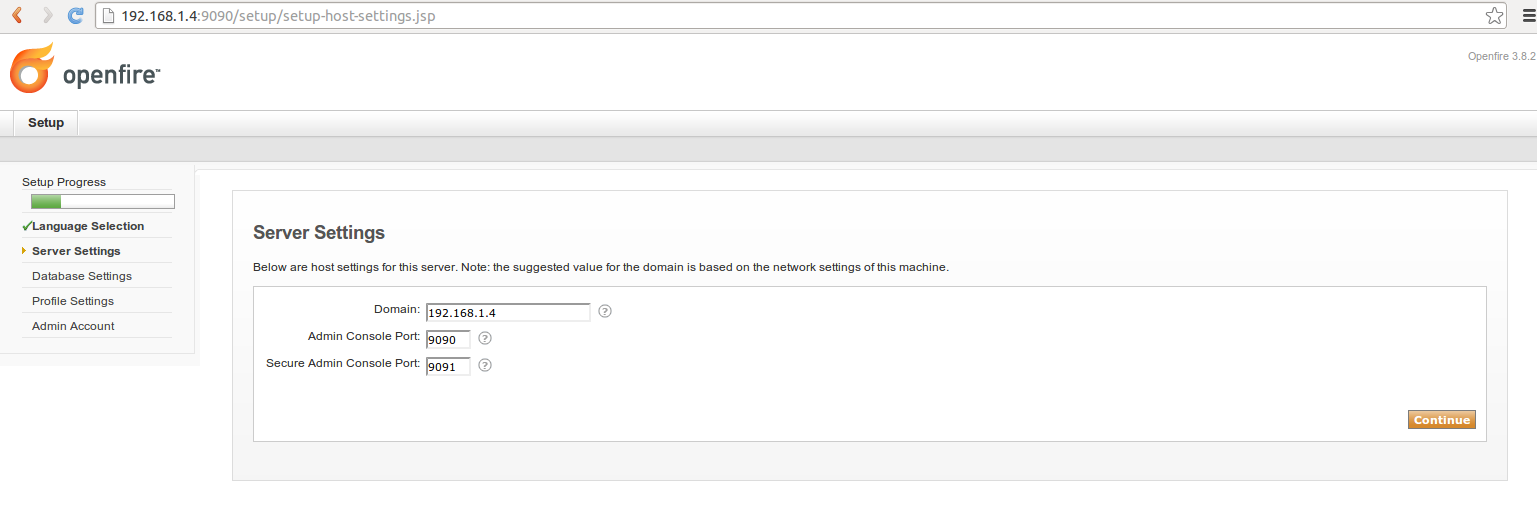 192.168.1.4:9090/setup/setup-host-settings.jsp
openfire™
Openfire 3.8.2
Setup
Setup Progress
Language Selection
Server Settings
Database Settings
Profile Settings
Admin Account
Server Settings
Below are host settings for this server. Note: the suggested value for the domain is based on the network settings of this machine.
Domain: 192.168.1.4 ?
Admin Console Port: 9090 ?
Secure Admin Console Port: 9091 ?
Continue